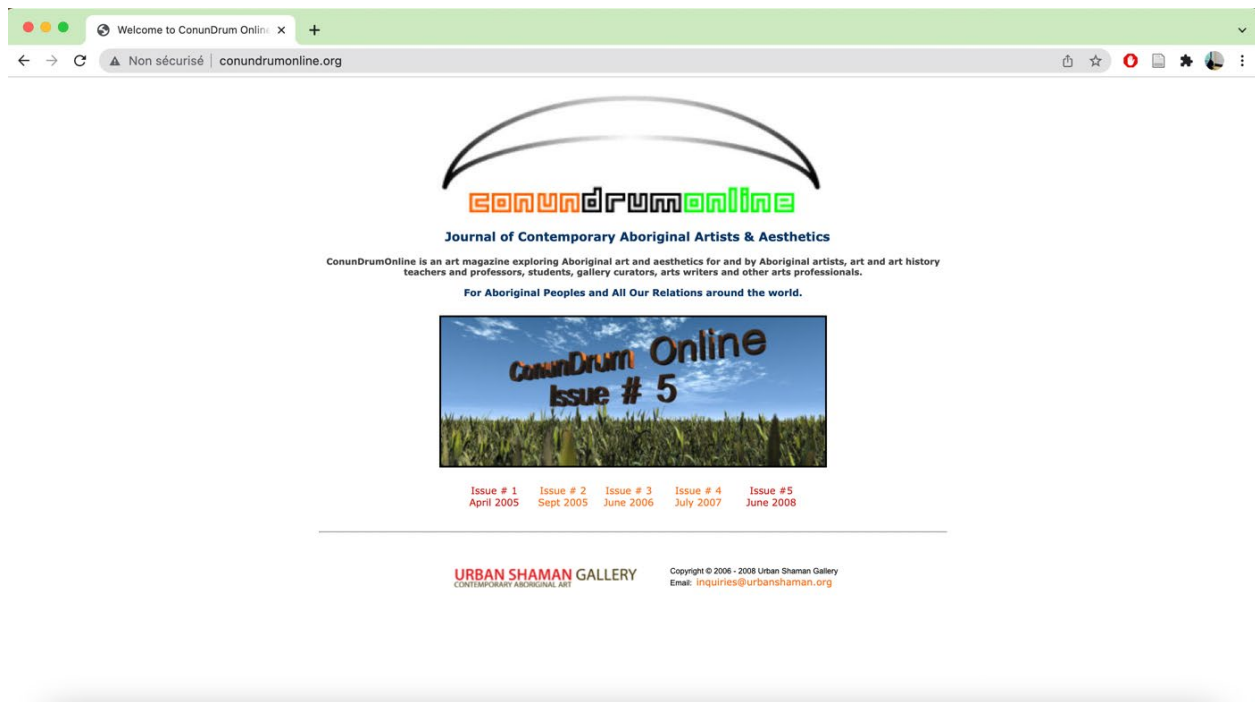 Welcome to ConunDrum Online
Non sécurisé | conundrumonline.org
conundrumonline
Journal of Contemporary Aboriginal Artists & Aesthetics
ConunDrumOnline is an art magazine exploring Aboriginal art and aesthetics for and by Aboriginal artists, art and art history
teachers and professors, students, gallery curators, arts writers and other arts professionals.
For Aboriginal Peoples and All Our Relations around the world.
ConunDrum Online
Issue # 5
Issue # 1 Issue # 2 Issue # 3 Issue # 4 Issue #5
April 2005 Sept 2005 June 2006 July 2007 June 2008
URBAN SHAMAN GALLERY
CONTEMPORARY ABORIGINAL ART
Copyright © 2006 - 2008 Urban Shaman Gallery
Email: inquiries@urbanshaman.org